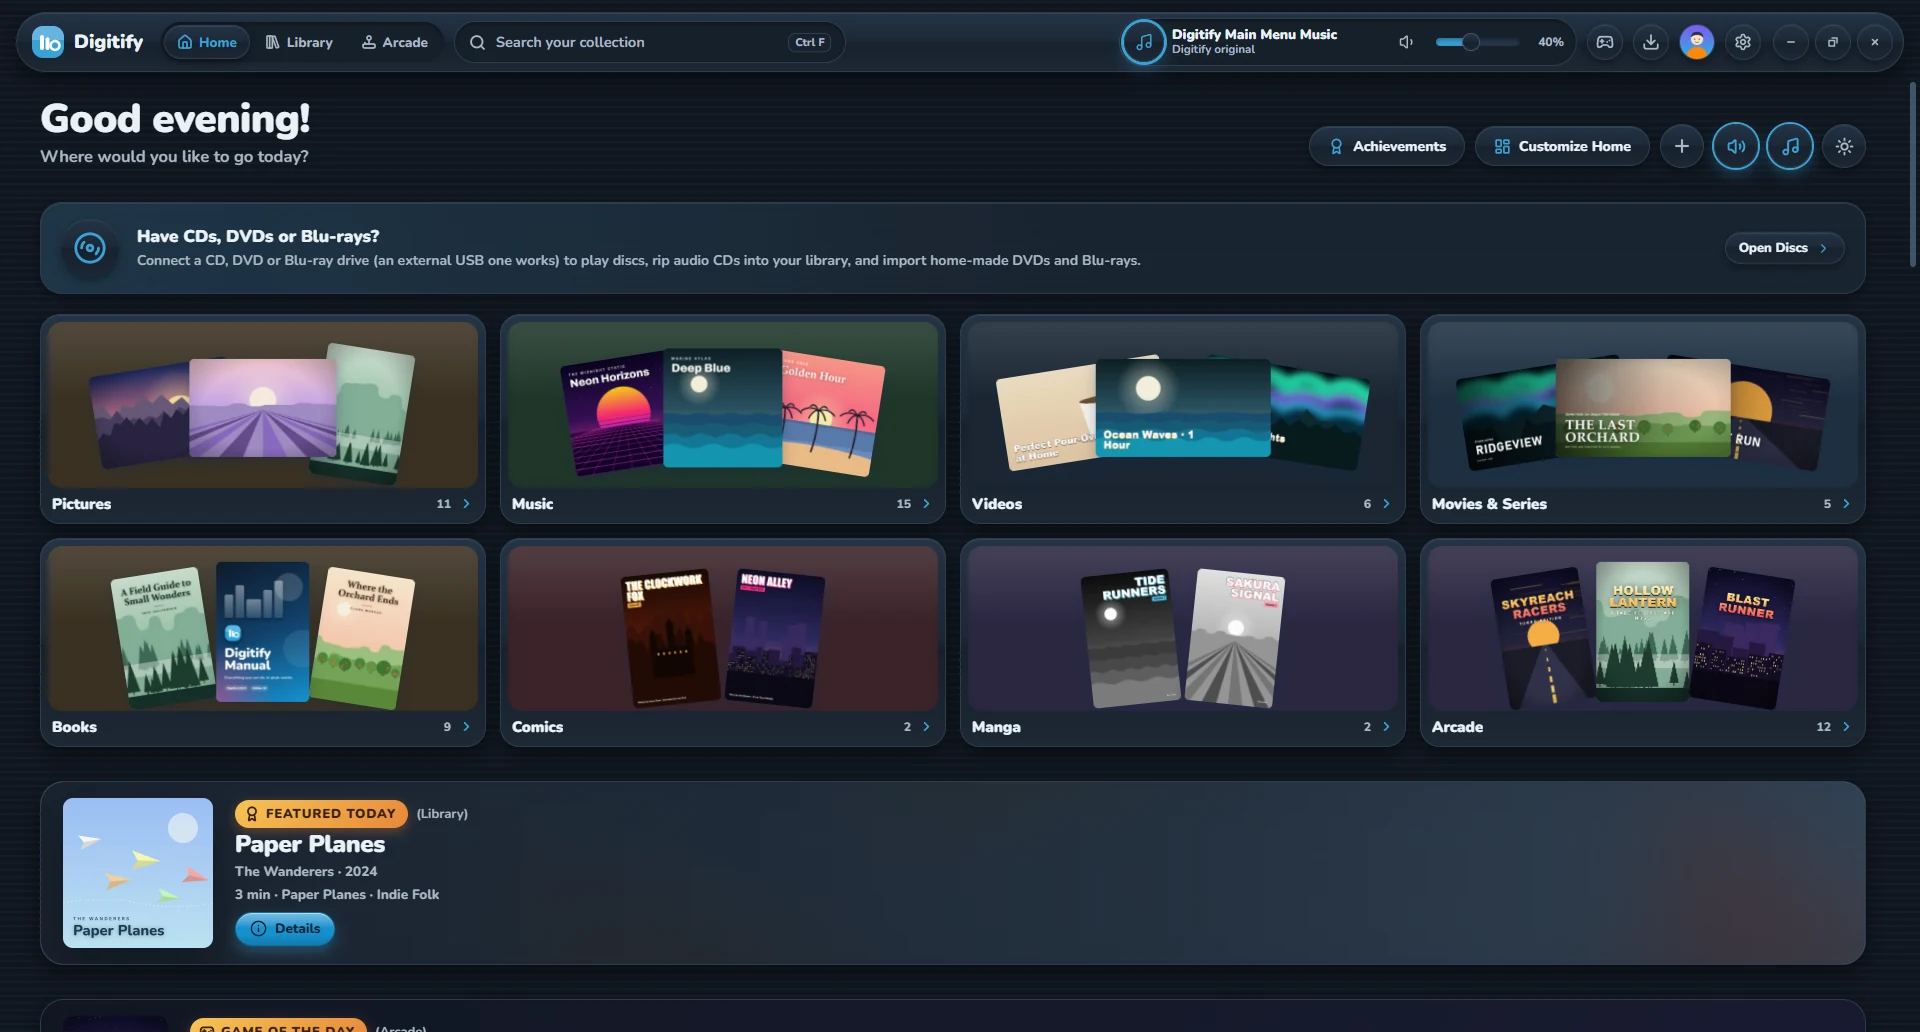 Digitify
Home
Library
Arcade
Search your collection
Ctrl F
Digitify Main Menu Music
Digitify original
40%
Good evening!
Where would you like to go today?
Achievements
Customize Home
Have CDs, DVDs or Blu-rays?
Connect a CD, DVD or Blu-ray drive (an external USB one works) to play discs, rip audio CDs into your library, and import home-made DVDs and Blu-rays.
Open Discs
THE MIDNIGHT STATIC
Neon Horizons
MARINE ATLAS
Deep Blue
Golden Hour
Perfect Pour-Ov
at Home
Ocean Waves · 1
Hour
hts
RIDGEVIEW
THE LAST
ORCHARD
RUN
Pictures
11
Music
15
Videos
6
Movies & Series
5
A Field Guide to
Small Wonders
Digitify
Manual
Where the
Orchard Ends
THE CLOCKWORK
FOX
NEON ALLEY
TIDE
RUNNERS
SAKURA
SIGNAL
SKYREACH
RACERS
HOLLOW
LANTERN
BLAST
RUNNER
Books
9
Comics
2
Manga
2
Arcade
12
THE WANDERERS
Paper Planes
FEATURED TODAY
(Library)
Paper Planes
The Wanderers · 2024
3 min · Paper Planes · Indie Folk
Details
GAME OF THE DAY
(Arcade)